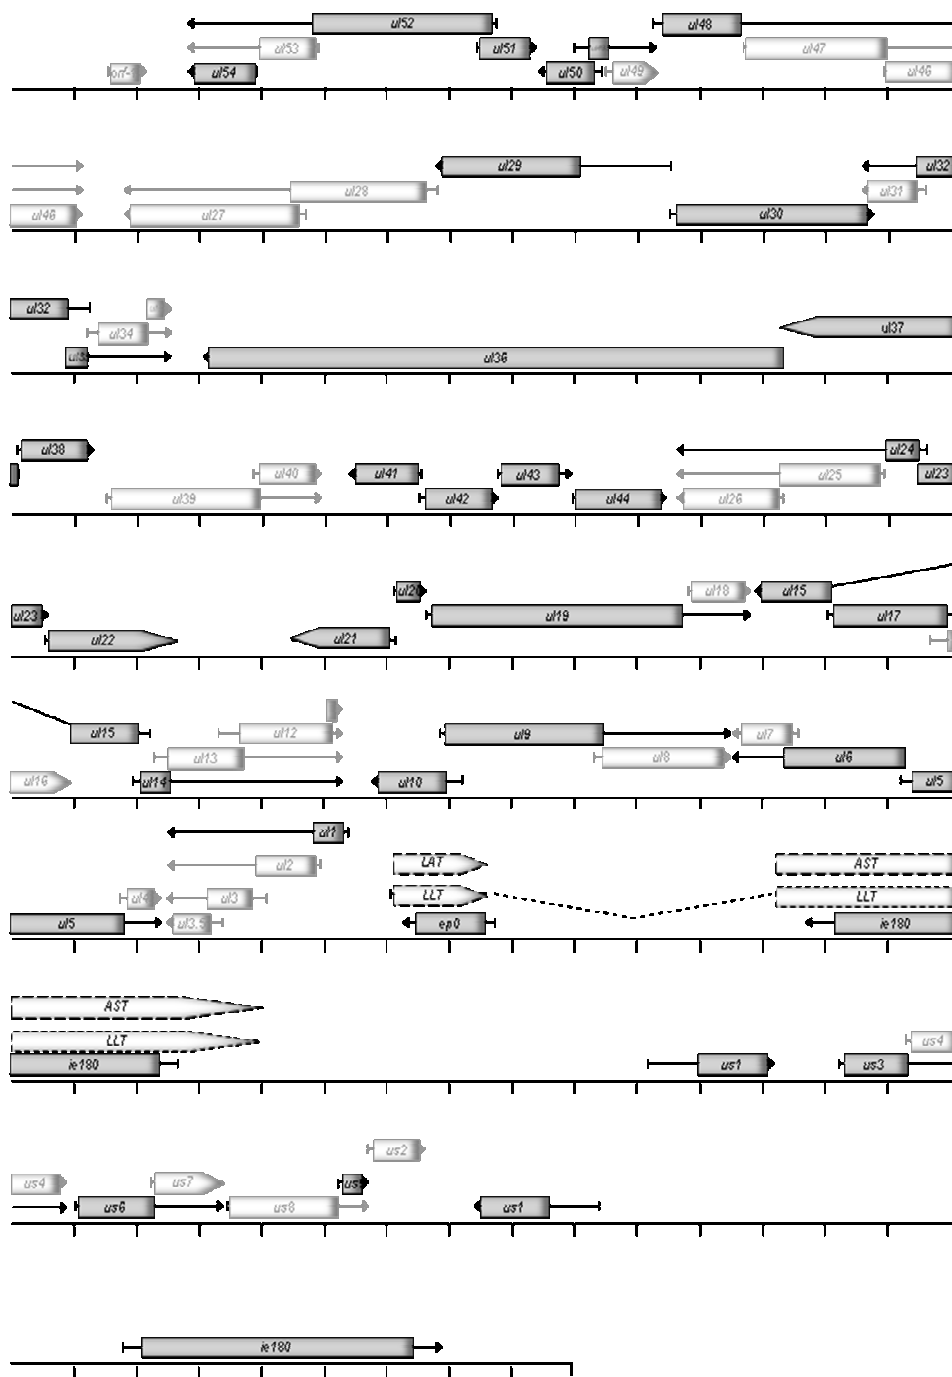 ul52 ul48
ul53 ul51 ul47
orf-1 ul54 ul50 ul49 ul46
ul29 ul32
ul28 ul31
ul46 ul27 ul30
ul32
ul34 ul37
ul36
ul38 ul24
ul40 ul41 ul43 ul25 ul23
ul39 ul42 ul44 ul26
ul20 ul18 ul15
ul23 ul19 ul17
ul22 ul21
ul15 ul12 ul9 ul7
ul13 ul8 ul6
ul16 ul14 ul10 ul5
ul1
ul2 LAT AST
ul4 ul3 LLT LLT
ul5 ul3.5 ep0 ie180
AST
LLT us4
ie180 us1 us3
us2
us4 us7
us6 us8 us1
ie180